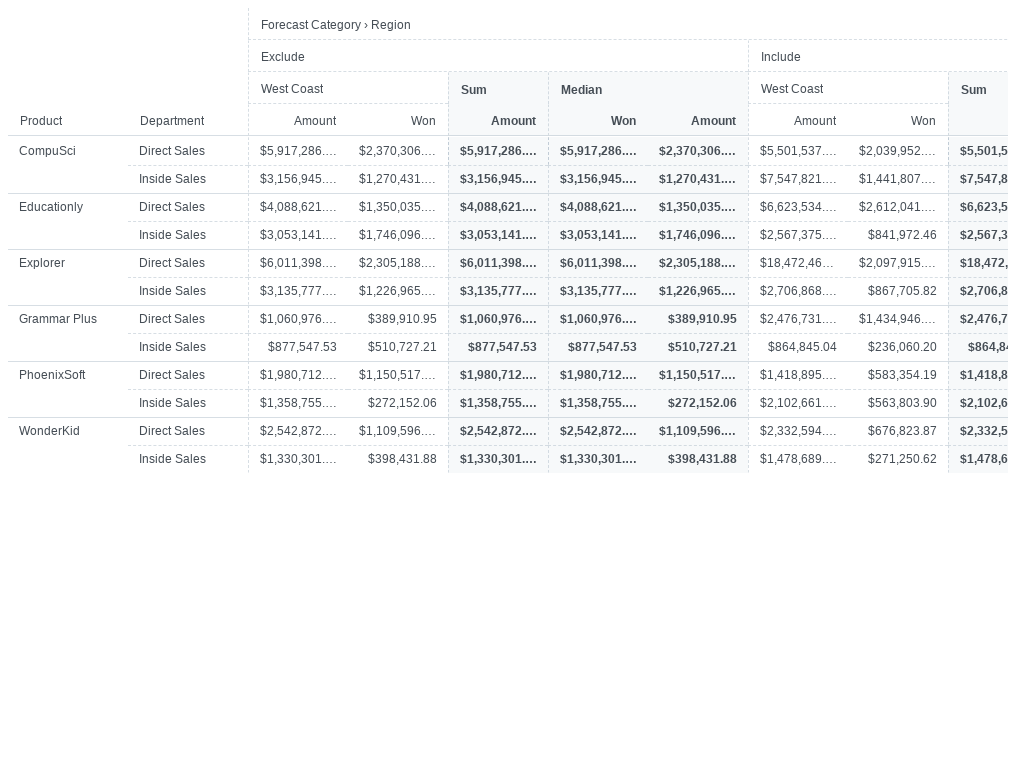 Forecast Category › Region
Exclude Include
West Coast Sum Median West Coast Sum
Product Department Amount Won Amount Won Amount Amount Won
CompuSci Direct Sales $5,917,286.… $2,370,306.… $5,917,286.… $5,917,286.… $2,370,306.… $5,501,537.… $2,039,952.… $5,501,5
Inside Sales $3,156,945.… $1,270,431.… $3,156,945.… $3,156,945.… $1,270,431.… $7,547,821.… $1,441,807.… $7,547,8
Educationly Direct Sales $4,088,621.… $1,350,035.… $4,088,621.… $4,088,621.… $1,350,035.… $6,623,534.… $2,612,041.… $6,623,5
Inside Sales $3,053,141.… $1,746,096.… $3,053,141.… $3,053,141.… $1,746,096.… $2,567,375.… $841,972.46 $2,567,3
Explorer Direct Sales $6,011,398.… $2,305,188.… $6,011,398.… $6,011,398.… $2,305,188.… $18,472,46… $2,097,915.… $18,472,
Inside Sales $3,135,777.… $1,226,965.… $3,135,777.… $3,135,777.… $1,226,965.… $2,706,868.… $867,705.82 $2,706,8
Grammar Plus Direct Sales $1,060,976.… $389,910.95 $1,060,976.… $1,060,976.… $389,910.95 $2,476,731.… $1,434,946.… $2,476,7
Inside Sales $877,547.53 $510,727.21 $877,547.53 $877,547.53 $510,727.21 $864,845.04 $236,060.20 $864,84
PhoenixSoft Direct Sales $1,980,712.… $1,150,517.… $1,980,712.… $1,980,712.… $1,150,517.… $1,418,895.… $583,354.19 $1,418,8
Inside Sales $1,358,755.… $272,152.06 $1,358,755.… $1,358,755.… $272,152.06 $2,102,661.… $563,803.90 $2,102,6
WonderKid Direct Sales $2,542,872.… $1,109,596.… $2,542,872.… $2,542,872.… $1,109,596.… $2,332,594.… $676,823.87 $2,332,5
Inside Sales $1,330,301.… $398,431.88 $1,330,301.… $1,330,301.… $398,431.88 $1,478,689.… $271,250.62 $1,478,6